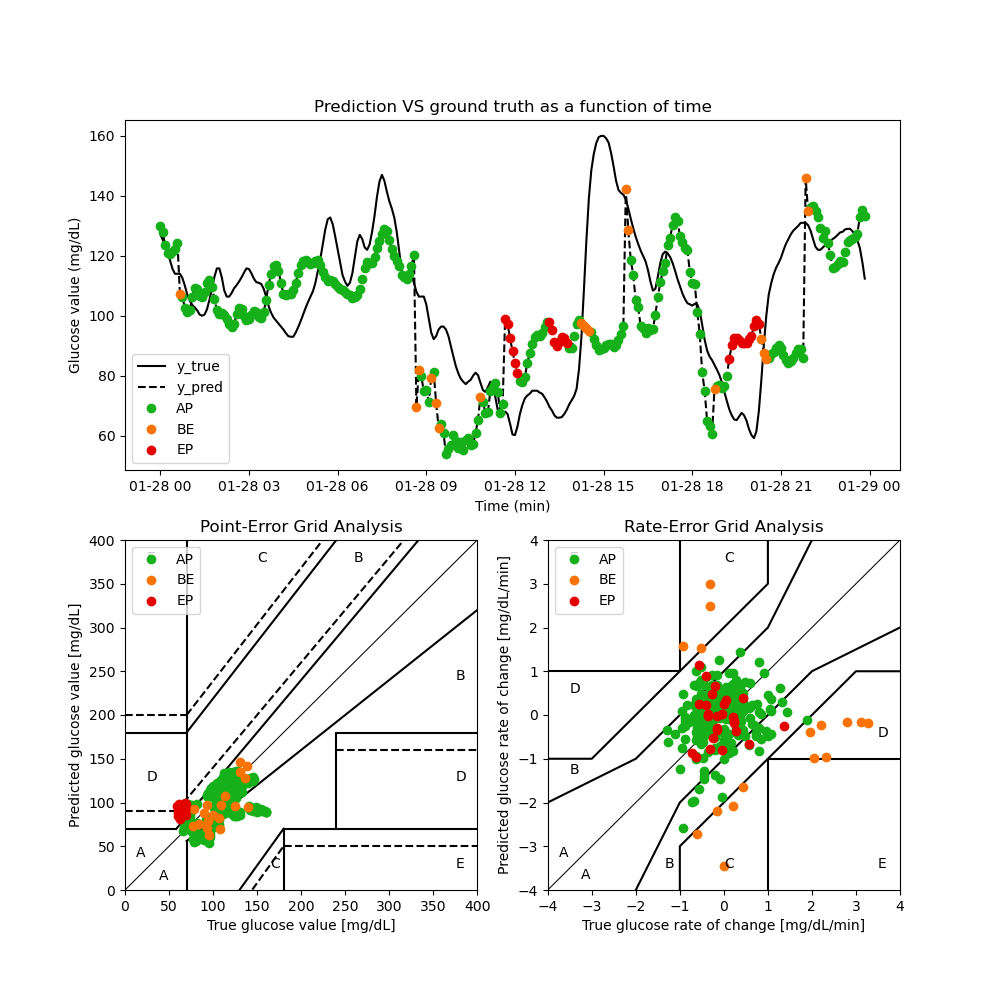 Prediction VS ground truth as a function of time
Glucose value (mg/dL)
160
140
120
100
80
60
y_true
y_pred
AP
BE
EP
01-28 00 01-28 03 01-28 06 01-28 09 01-28 12 01-28 15 01-28 18 01-28 21 01-29 00
Time (min)
Point-Error Grid Analysis
Predicted glucose value [mg/dL]
400
350
300
250
200
150
100
50
0
AP
BE
EP
C
B
B
D
D
A
A
C
E
0 50 100 150 200 250 300 350 400
True glucose value [mg/dL]
Rate-Error Grid Analysis
Predicted glucose rate of change [mg/dL/min]
4
3
2
1
0
−1
−2
−3
−4
AP
BE
EP
C
D
D
B
A
A
B
C
E
−4 −3 −2 −1 0 1 2 3 4
True glucose rate of change [mg/dL/min]